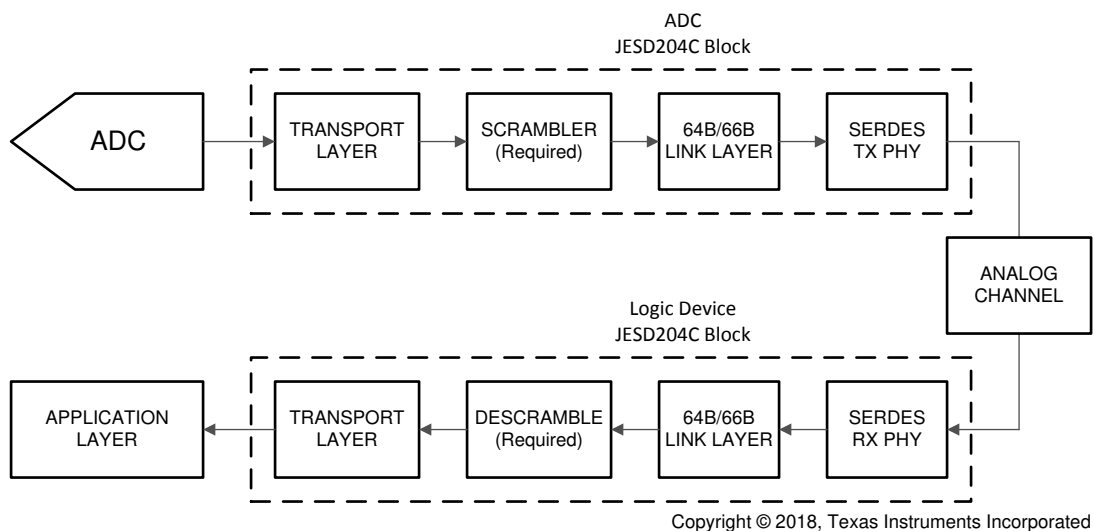 ADC
JESD204C Block
ADC
TRANSPORT
LAYER
SCRAMBLER
(Required)
64B/66B
LINK LAYER
SERDES
TX PHY
ANALOG
CHANNEL
Logic Device
JESD204C Block
APPLICATION
LAYER
TRANSPORT
LAYER
DESCRAMBLE
(Required)
64B/66B
LINK LAYER
SERDES
RX PHY
Copyright © 2018, Texas Instruments Incorporated